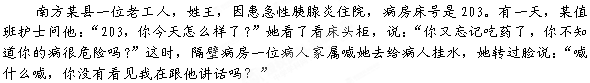 南方某县一位老工人，姓王，因患急性胰腺炎住院，病房床号是 203。有一天，某值
班护士问他：“203，你今天怎么样了？”她看了看床头柜，说：“你又忘记吃药了，你不知
道你的病很危险吗？”这时，隔壁病房一位病人家属喊她去给病人挂水，她转过脸说：“喊
什么喊，你没有看见我在跟他讲话吗？”